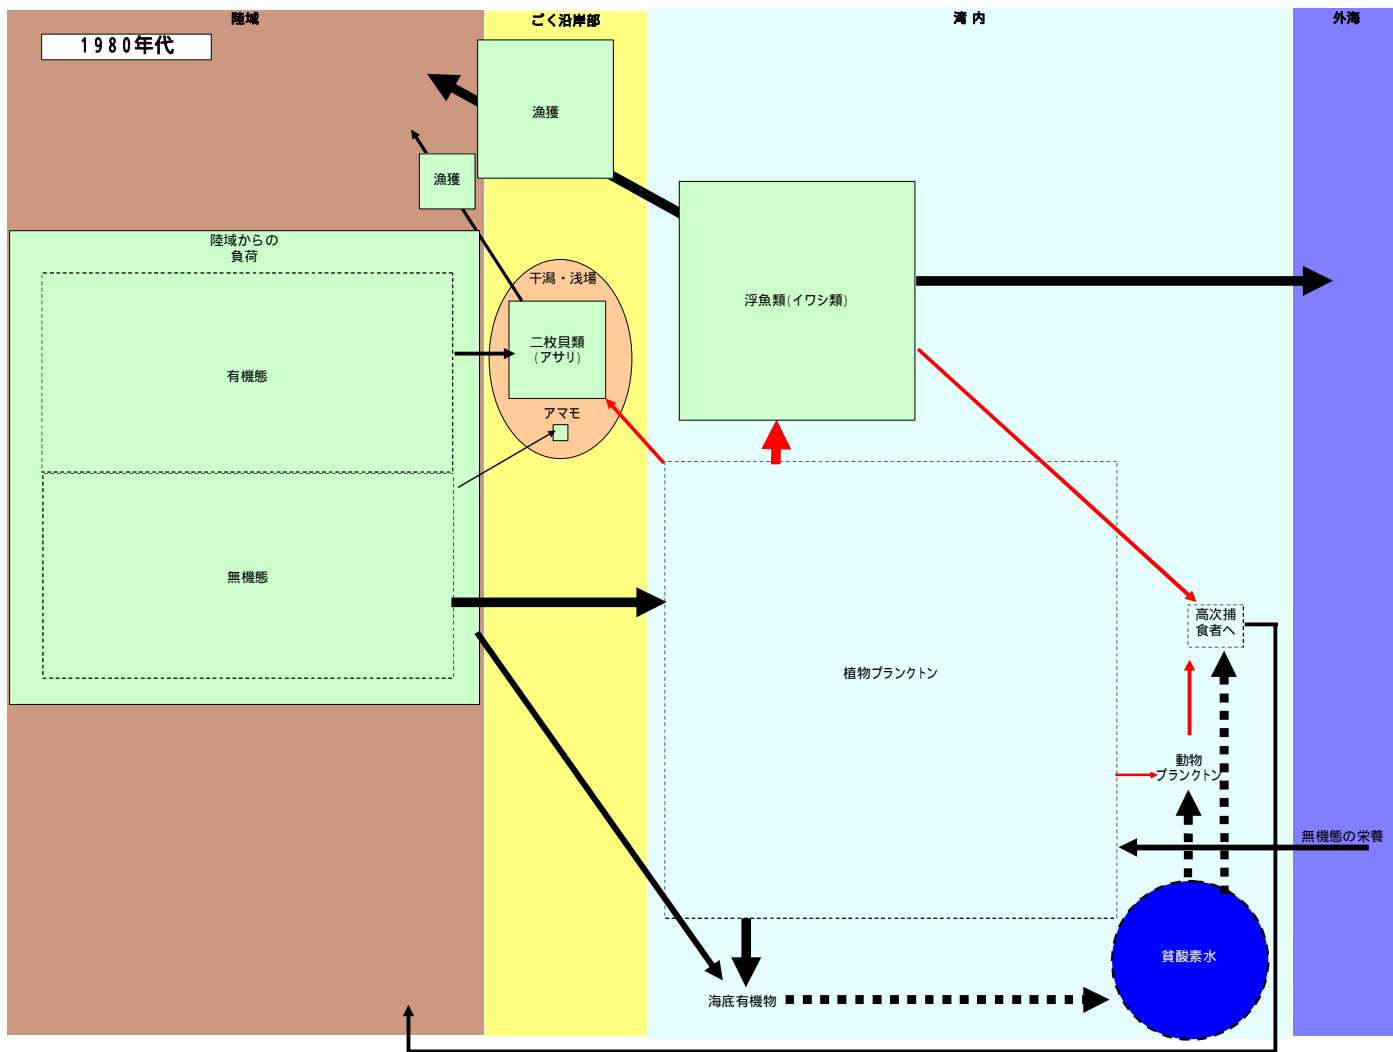 陸域
ごく沿岸部
湾 内
外海
1980年代
漁獲
漁獲
陸域からの
負荷
干潟・浅場
浮魚類(イワシ類)
二枚貝類
(アサリ)
有機態
アマモ
無機態
高次捕
食者へ
植物プランクトン
動物
プランクトン
無機態の栄養
貧酸素水
海底有機物